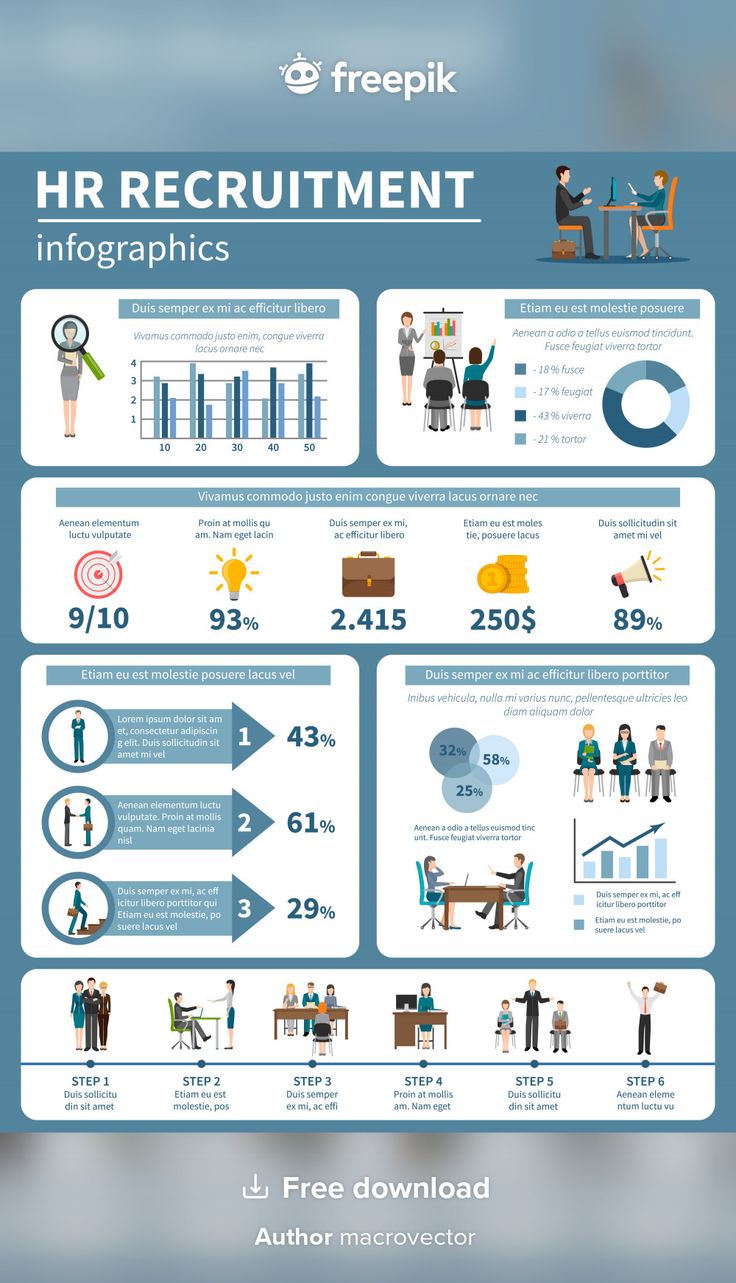 freepik
HR RECRUITMENT
infographics
Duis semper ex mi ac efficitur libero
Vivamus commodo justo enim, congue viverra
lacus ornare nec
4
3
2
1
10 20 30 40 50
Etiam eu est molestie posuere
Aenean a odio a tellus euismod tincidunt.
Fusce feugiat viverra tortor
- 18 % fusce
- 17 % feugiat
- 43 % viverra
- 21 % tortor
Vivamus commodo justo enim congue viverra lacus ornare nec
Aenean elementum
luctu vulputate
9/10
Proin at mollis qu
am. Nam eget lacin
93%
Duis semper ex mi,
ac efficitur libero
2.415
Etiam eu est moles
tie, posuere lacus
1
250$
Duis sollicitudin sit
amet mi vel
89%
Etiam eu est molestie posuere lacus vel
Lorem ipsum dolor sit am
et, consectetur adipiscin
g elit. Duis sollicitudin sit
amet mi vel
1
43%
Aenean elementum luctu
vulputate. Proin at mollis
quam. Nam eget lacinia
nisl
2
61%
Duis semper ex mi, ac eff
icitur libero porttitor qui
Etiam eu est molestie, po
suere lacus vel
3
29%
Duis semper ex mi ac efficitur libero porttitor
Inibus vehicula, nulla mi varius nunc, pellentesque ultricies leo
diam aliquam dolor
32%
58%
25%
Aenean a odio a tellus euismod tinc
unt. Fusce feugiat viverra tortor
Duis semper ex mi, ac eff
icitur libero porttitor
Etiam eu est molestie, po
suere lacus vel
STEP 1
Duis sollicitu
din sit amet
STEP 2
Etiam eu est
molestie, pos
STEP 3
Duis semper
ex mi, ac effi
STEP 4
Proin at mollis
am. Nam eget
STEP 5
Duis sollicitu
din sit amet
STEP 6
Aenean eleme
ntum luctu vu
Free download
Author macrovector